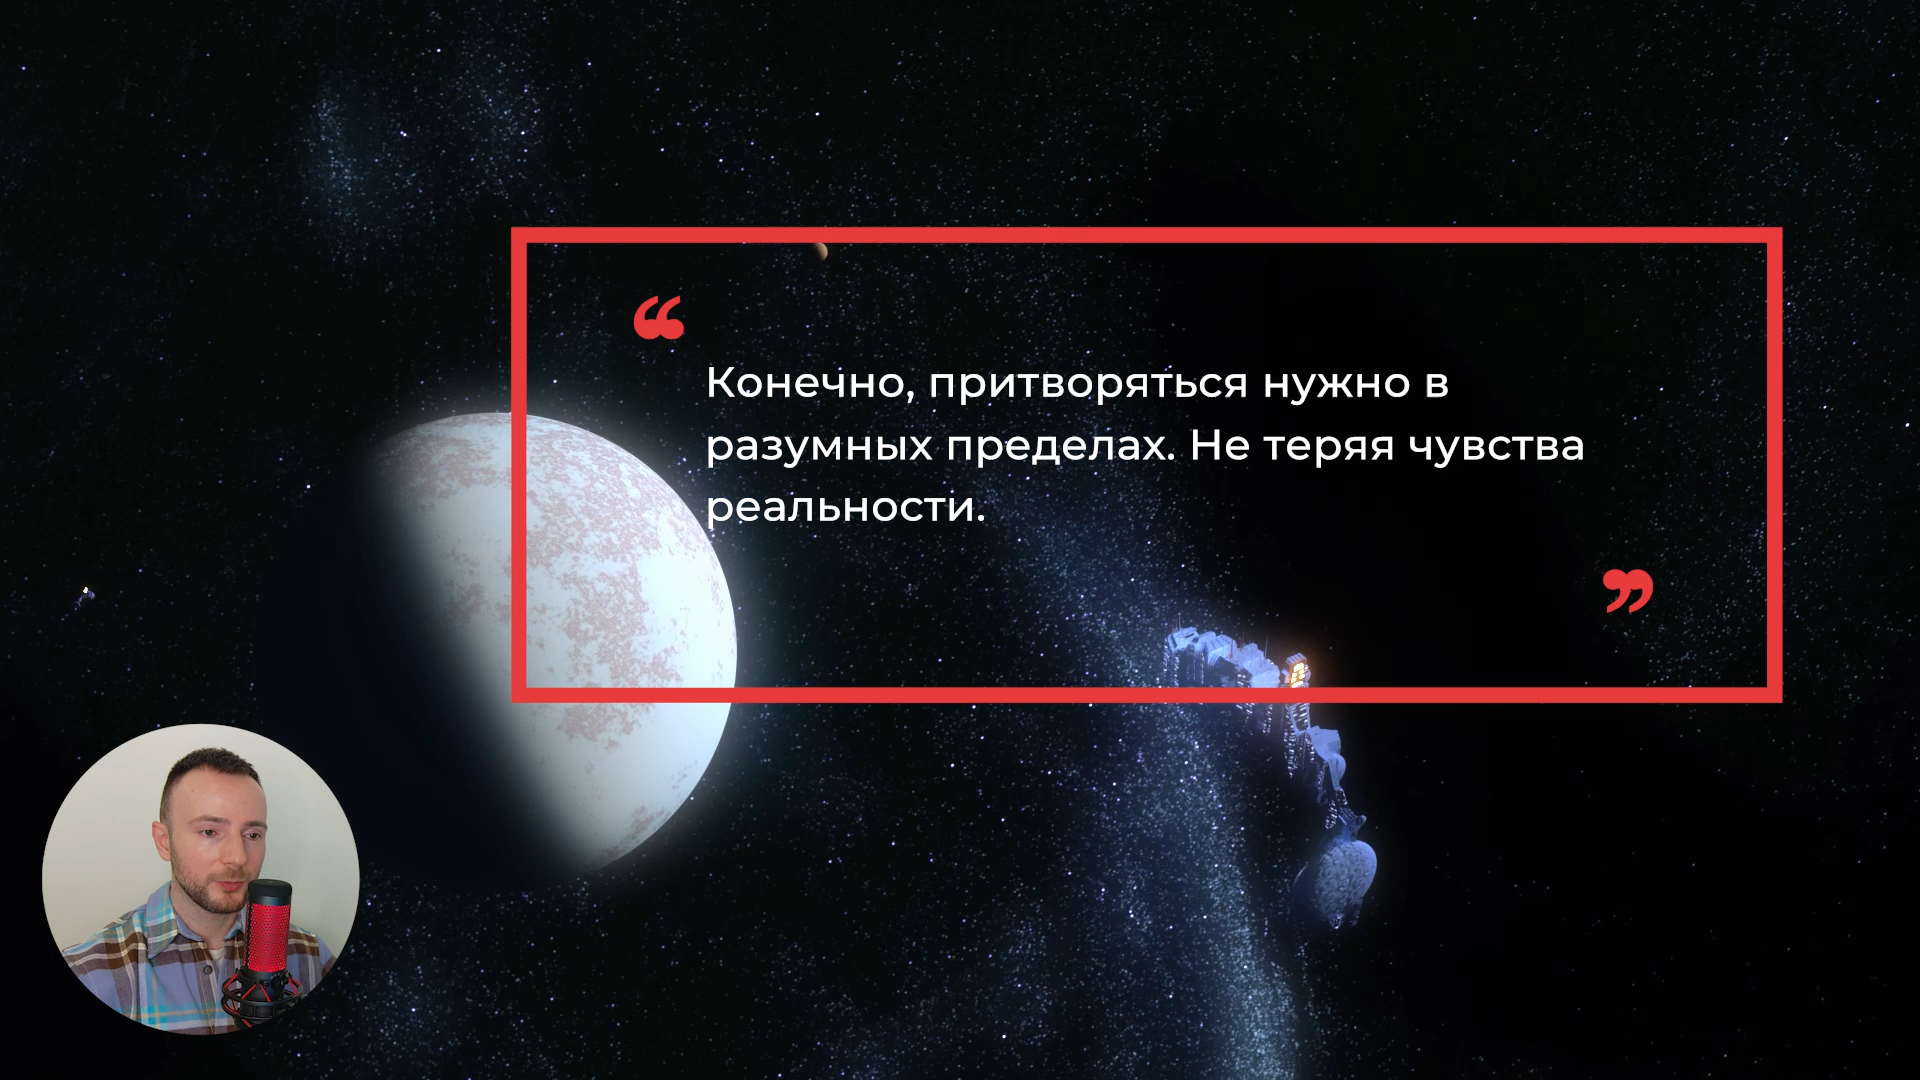 “
Конечно, притворяться нужно в
разумных пределах. Не теряя чувства
реальности.
”